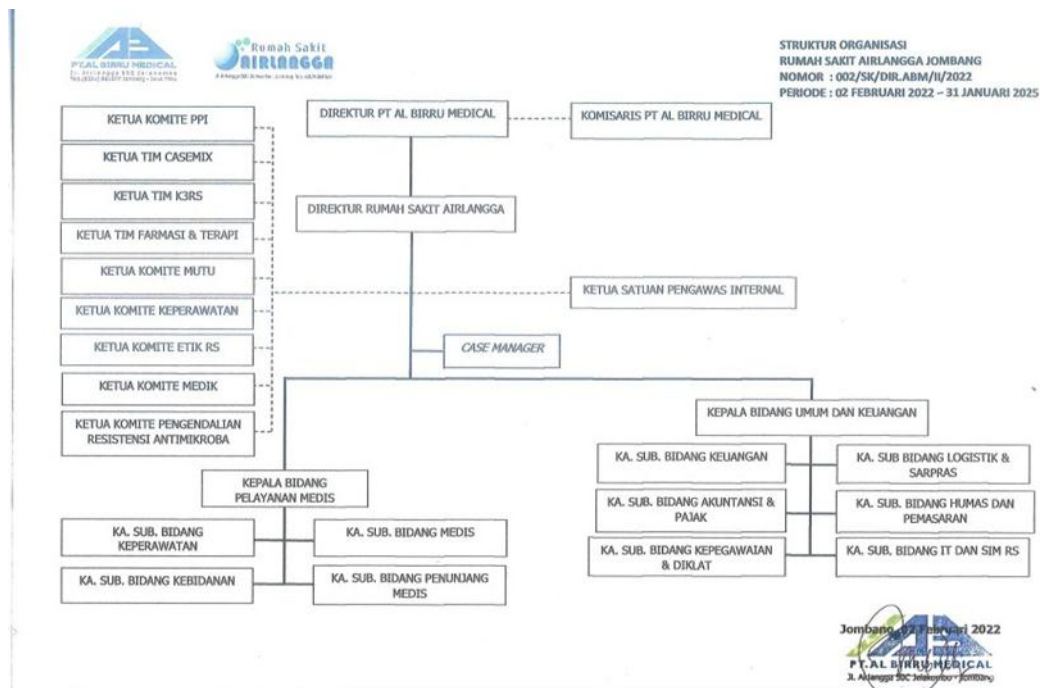 PT.AL BIRRU MEDICAL
Rumah Sakit
AIRLANGGA
STRUKTUR ORGANISASI
RUMAH SAKIT AIRLANGGA JOMBANG
NOMOR : 002/SK/DIR.ABM/II/2022
PERIODE : 02 FEBRUARI 2022 – 31 JANUARI 2025
KETUA KOMITE PPI
KETUA TIM CASEMIX
KETUA TIM K3RS
KETUA TIM FARMASI & TERAPI
KETUA KOMITE MUTU
KETUA KOMITE KEPERAWATAN
KETUA KOMITE ETIK RS
KETUA KOMITE MEDIK
KETUA KOMITE PENGENDALIAN
RESISTENSI ANTIMIKROBA
DIREKTUR PT AL BIRRU MEDICAL
KOMISARIS PT AL BIRRU MEDICAL
DIREKTUR RUMAH SAKIT AIRLANGGA
KETUA SATUAN PENGAWAS INTERNAL
CASE MANAGER
KEPALA BIDANG
PELAYANAN MEDIS
KA. SUB. BIDANG
KEPERAWATAN
KA. SUB. BIDANG MEDIS
KA. SUB. BIDANG KEBIDANAN
KA. SUB. BIDANG PENUNJANG
MEDIS
KEPALA BIDANG UMUM DAN KEUANGAN
KA. SUB. BIDANG KEUANGAN
KA. SUB BIDANG LOGISTIK &
SARPRAS
KA. SUB. BIDANG AKUNTANSI &
PAJAK
KA. SUB. BIDANG HUMAS DAN
PEMASARAN
KA. SUB. BIDANG KEPEGAWAIAN
& DIKLAT
KA. SUB. BIDANG IT DAN SIM RS
Jombang, 02 Februari 2022
PT.AL BIRRU MEDICAL
Jl. Airlangga 50C Jelakombo - Jombang